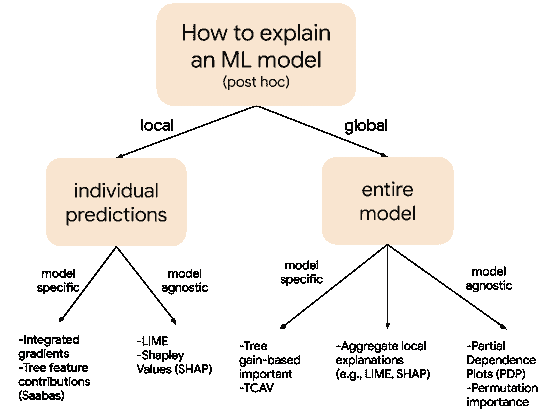 How to explain
an ML model
(post hoc)
local
global
individual
predictions
entire
model
model
specific
model
agnostic
model
specific
model
agnostic
-Integrated
gradients
-Tree feature
contributions
(Saabas)
-LIME
-Shapley
Values (SHAP)
-Tree
gain-based
important
-TCAV
-Aggregate local
explanations
(e.g., LIME, SHAP)
-Partial
Dependence
Plots (PDP)
-Permutation
importance